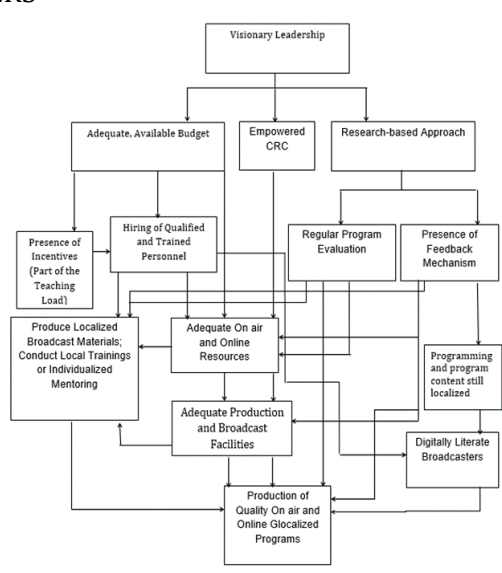 Visionary Leadership
Adequate, Available Budget
Empowered
CRC
Research-based Approach
Presence of
Incentives
(Part of the
Teaching
Load)
Hiring of Qualified
and Trained
Personnel
Regular Program
Evaluation
Presence of
Feedback
Mechanism
Produce Localized
Broadcast Materials;
Conduct Local Trainings
or Individualized
Mentoring
Adequate On air
and Online
Resources
Programming
and program
content still
localized
Adequate Production
and Broadcast
Facilities
Digitally Literate
Broadcasters
Production of
Quality On air and
Online Glocalized
Programs